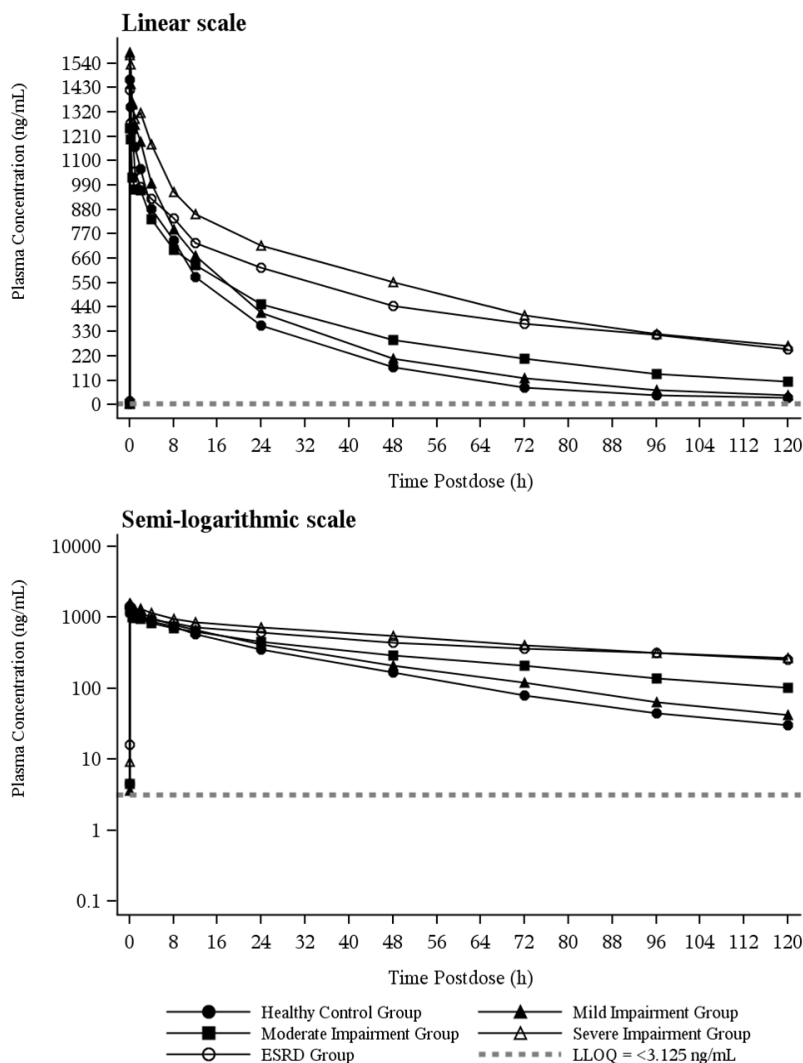 Linear scale
Plasma Concentration (ng/mL)
1540
1430
1320
1210
1100
990
880
770
660
550
440
330
220
110
0
0 8 16 24 32 40 48 56 64 72 80 88 96 104 112 120
Time Postdose (h)
Semi-logarithmic scale
Plasma Concentration (ng/mL)
10000
1000
100
10
1
0.1
0 8 16 24 32 40 48 56 64 72 80 88 96 104 112 120
Time Postdose (h)
Healthy Control Group Mild Impairment Group
Moderate Impairment Group Severe Impairment Group
ESRD Group LLOQ = <3.125 ng/mL